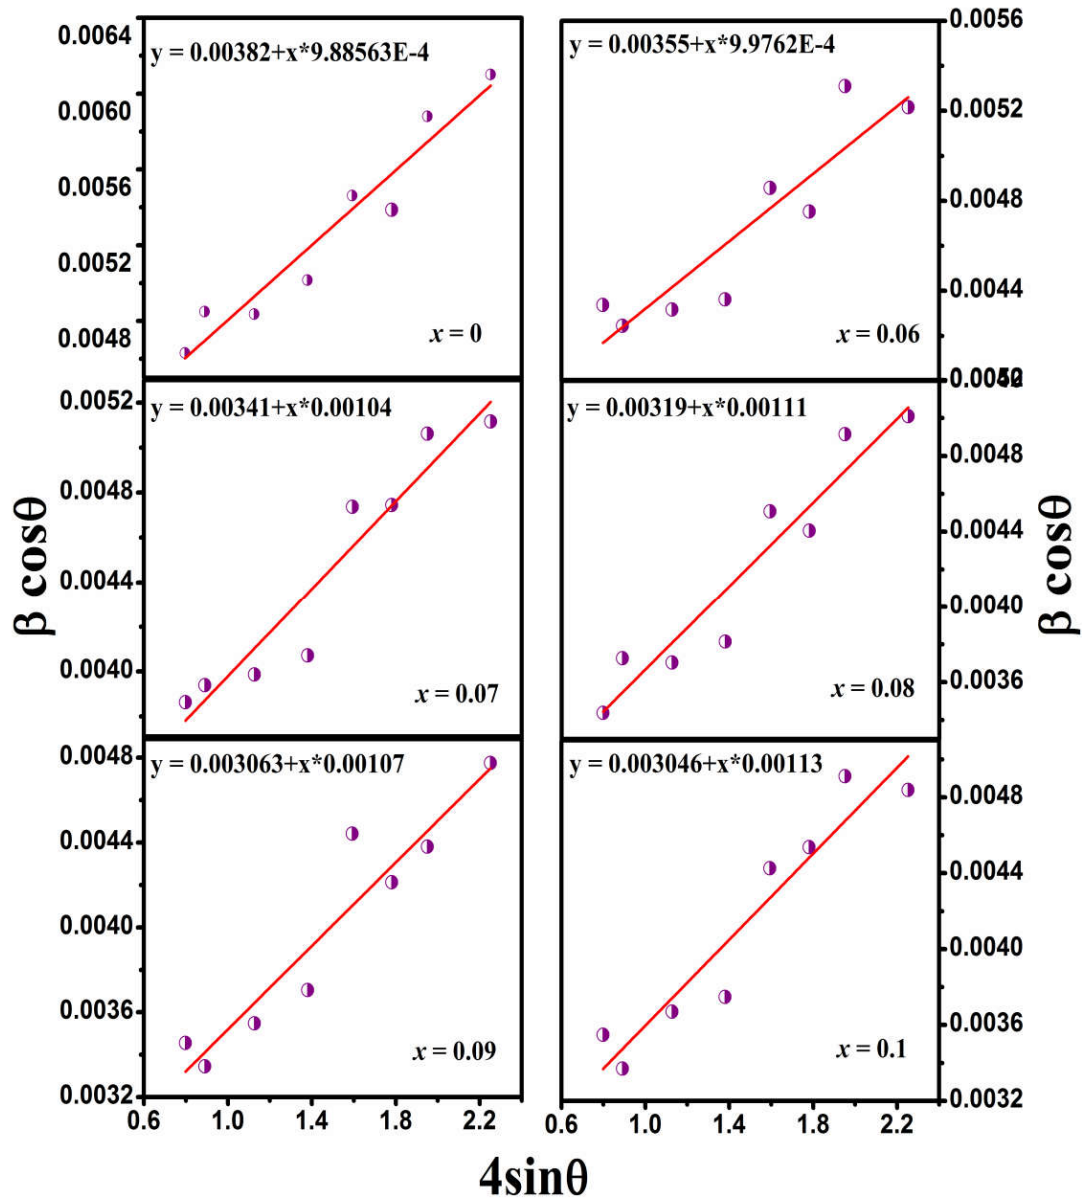 y = 0.00382+x*9.88563E-4
0.0064
0.0060
0.0056
0.0052
0.0048
x = 0
y = 0.00355+x*9.9762E-4
0.0056
0.0052
0.0048
0.0044
x = 0.06
y = 0.00341+x*0.00104
0.0052
0.0048
0.0044
0.0040
x = 0.07
y = 0.00319+x*0.00111
0.0048
0.0044
0.0040
0.0036
x = 0.08
y = 0.003063+x*0.00107
0.0048
0.0044
0.0040
0.0036
0.0032
x = 0.09
0.6 1.0 1.4 1.8 2.2
y = 0.003046+x*0.00113
0.0048
0.0044
0.0040
0.0036
0.0032
x = 0.1
0.6 1.0 1.4 1.8 2.2
β cosθ
β cosθ
4sinθ